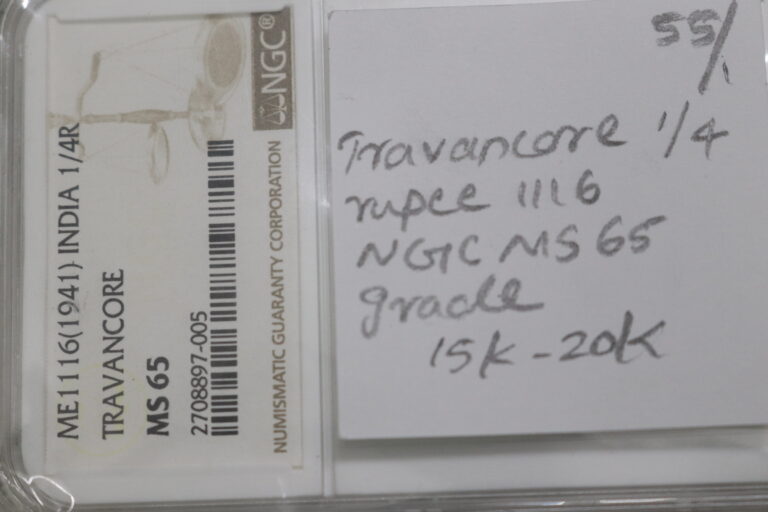 ME1116(1941) INDIA 1/4R
TRAVANCORE
MS 65
2708897-005
NUMISMATIC GUARANTY CORPORATION
NGC®
55/
Travancore 1/4
rupee 1116
NGC MS 65
grade
15K-20K